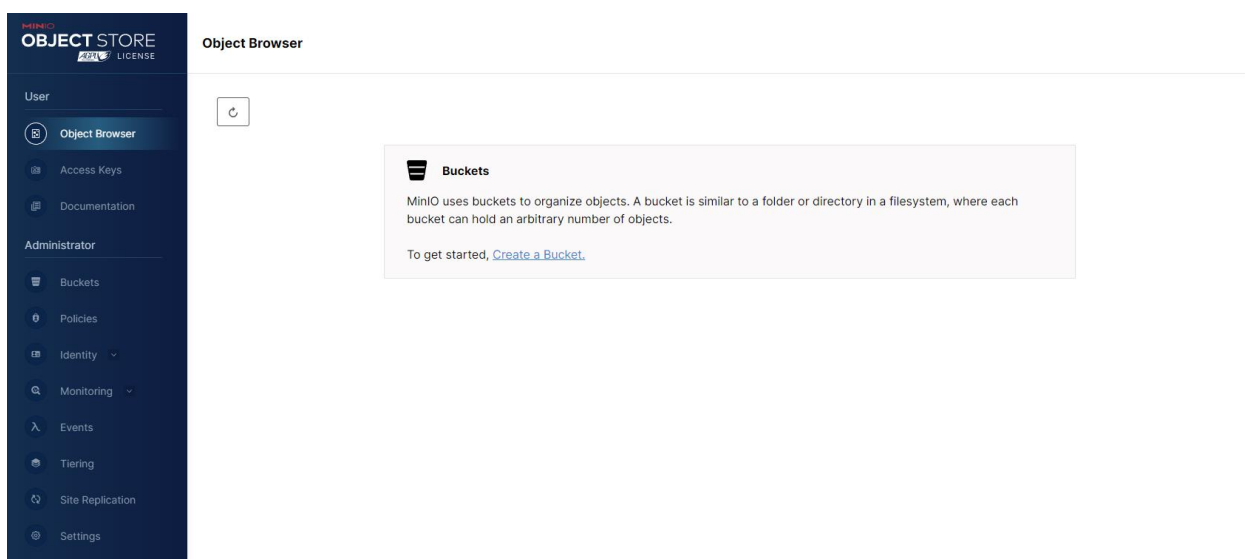 MINIO
OBJECT STORE
AGPL v3 LICENSE
User
Object Browser
Access Keys
Documentation
Administrator
Buckets
Policies
Identity
Monitoring
Events
Tiering
Site Replication
Settings
Object Browser
Buckets
MinIO uses buckets to organize objects. A bucket is similar to a folder or directory in a filesystem, where each
bucket can hold an arbitrary number of objects.
To get started, Create a Bucket.